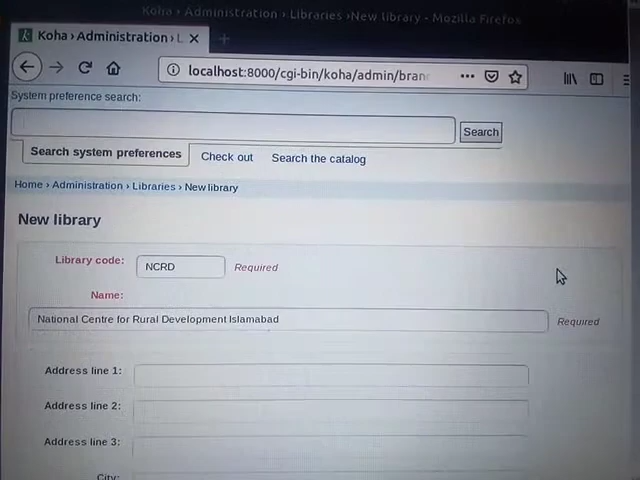 Koha › Administration › Libraries ›New library - Mozilla Firefox
Koha › Administration › L
localhost:8000/cgi-bin/koha/admin/bran
System preference search:
Search
Search system preferences
Check out
Search the catalog
Home › Administration › Libraries › New library
New library
Library code: NCRD Required
Name:
National Centre for Rural Development Islamabad Required
Address line 1:
Address line 2:
Address line 3:
City: